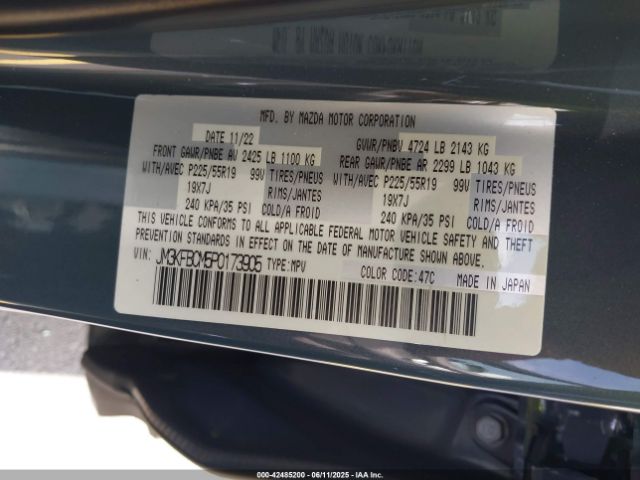 MFD. BY MAZDA MOTOR CORPORATION
DATE 11/22 GVWR/PNBV 4724 LB 2143 KG
FRONT GAWR/PNBE AV 2425 LB 1100 KG REAR GAWR/PNBE AR 2299 LB 1043 KG
WITH/AVEC P225/55R19 99V TIRES/PNEUS WITH/AVEC P225/55R19 99V TIRES/PNEUS
19X7J RIMS/JANTES 19X7J RIMS/JANTES
240 KPA/35 PSI COLD/A FROID 240 KPA/35 PSI COLD/A FROID
THIS VEHICLE CONFORMS TO ALL APPLICABLE FEDERAL MOTOR VEHICLE SAFETY AND THEFT
PREVENTION STANDARDS IN EFFECT ON THE DATE OF MANUFACTURE SHOWN ABOVE.
VIN: JM3KFBCM5P0173905 TYPE:MPV COLOR CODE:47C MADE IN JAPAN
000-42485200 - 06/11/2025 - IAAI Inc.